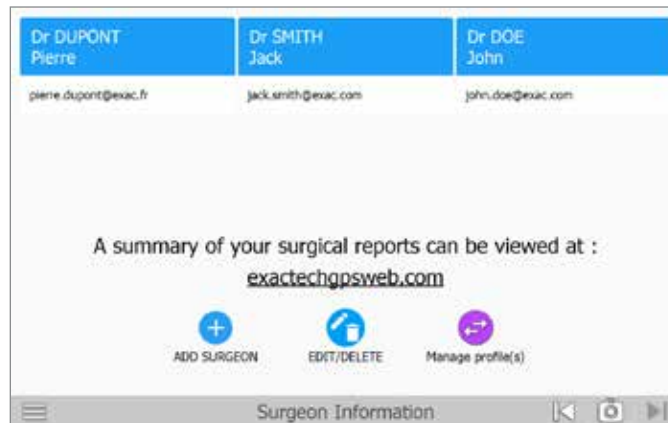 Dr DUPONT
Pierre
Dr SMITH
Jack
Dr DOE
John
pierre.dupont@exac.fr
jack.smith@exac.com
john.doe@exac.com
A summary of your surgical reports can be viewed at :
exactechgpsweb.com
ADD SURGEON
EDIT/DELETE
Manage profile(s)
Surgeon Information